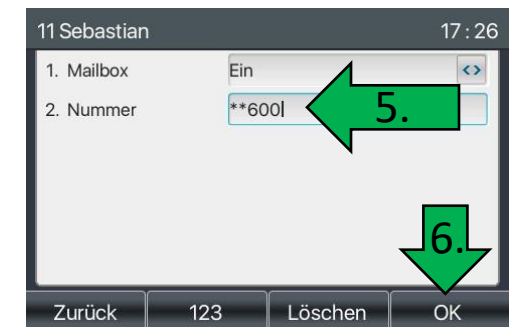 11 Sebastian 17:26
1. Mailbox Ein <>
2. Nummer **600 5.
6.
Zurück 123 Löschen OK